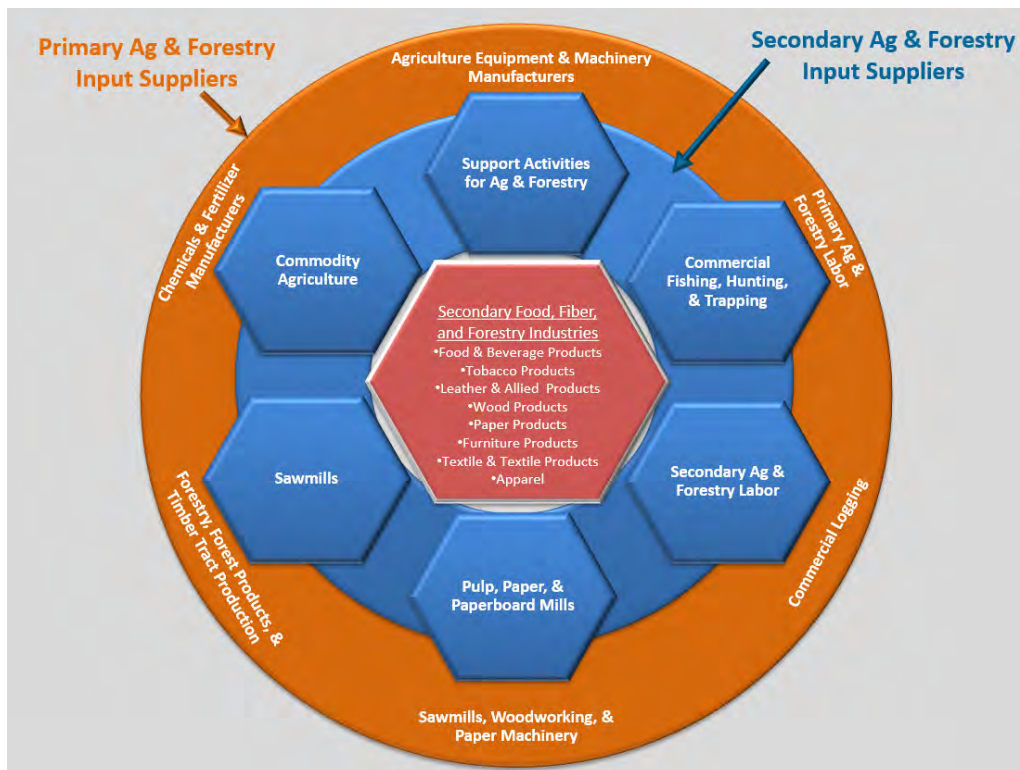 Primary Ag & Forestry
Input Suppliers
Secondary Ag & Forestry
Input Suppliers
Agriculture Equipment & Machinery
Manufacturers
Chemicals & Fertilizer
Manufacturers
Primary Ag &
Forestry Labor
Support Activities
for Ag & Forestry
Commodity
Agriculture
Commercial
Fishing, Hunting,
& Trapping
Secondary Food, Fiber,
and Forestry Industries
•Food & Beverage Products
•Tobacco Products
•Leather & Allied Products
•Wood Products
•Paper Products
•Furniture Products
•Textile & Textile Products
•Apparel
Sawmills
Secondary Ag &
Forestry Labor
Forestry, Forest Products, &
Timber Tract Production
Commercial Logging
Pulp, Paper, &
Paperboard Mills
Sawmills, Woodworking, &
Paper Machinery